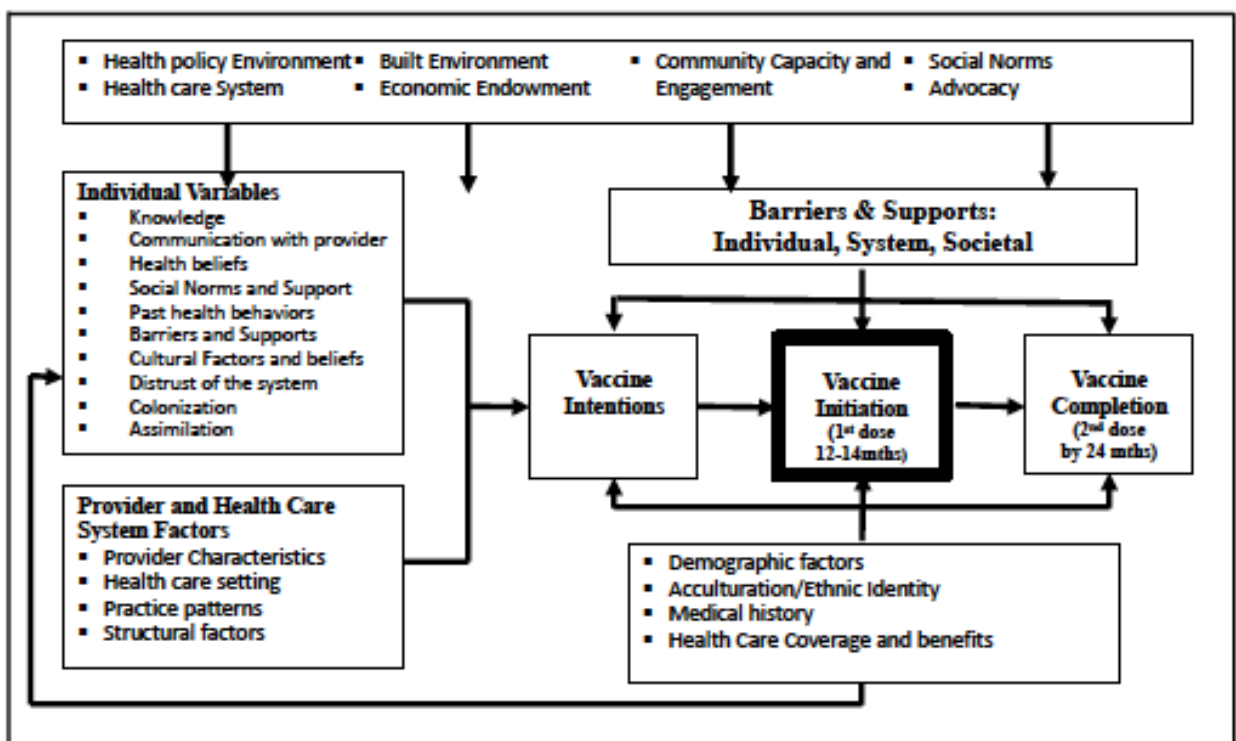 ▪ Health policy Environment ▪ Built Environment ▪ Community Capacity and ▪ Social Norms
▪ Health care System ▪ Economic Endowment Engagement ▪ Advocacy
Individual Variables
▪ Knowledge
▪ Communication with provider
▪ Health beliefs
▪ Social Norms and Support
▪ Past health behaviors
▪ Barriers and Supports
▪ Cultural Factors and beliefs
▪ Distrust of the system
▪ Colonization
▪ Assimilation
Barriers & Supports:
Individual, System, Societal
Vaccine
Intentions
Vaccine
Initiation
(1st dose
12-14mths)
Vaccine
Completion
(2nd dose
by 24 mths)
Provider and Health Care
System Factors
▪ Provider Characteristics
▪ Health care setting
▪ Practice patterns
▪ Structural factors
▪ Demographic factors
▪ Acculturation/Ethnic Identity
▪ Medical history
▪ Health Care Coverage and benefits